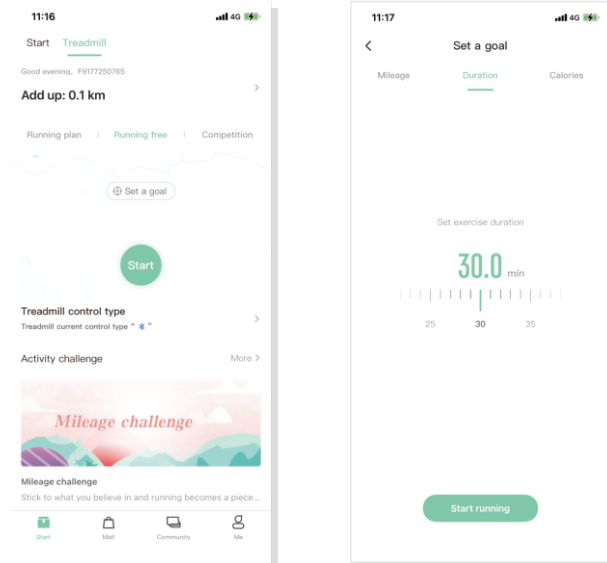 11:16
4G
Start Treadmill
Good evening, F9177250765
Add up: 0.1 km
Running plan Running free Competition
Set a goal
Start
Treadmill control type
Treadmill current control type " "
Activity challenge More
Mileage challenge
Mileage challenge
Stick to what you believe in and running becomes a piece...
Start Mall Community Me
11:17
4G
Set a goal
Mileage Duration Calories
Set exercise duration
30.0 min
25 30 35
Start running